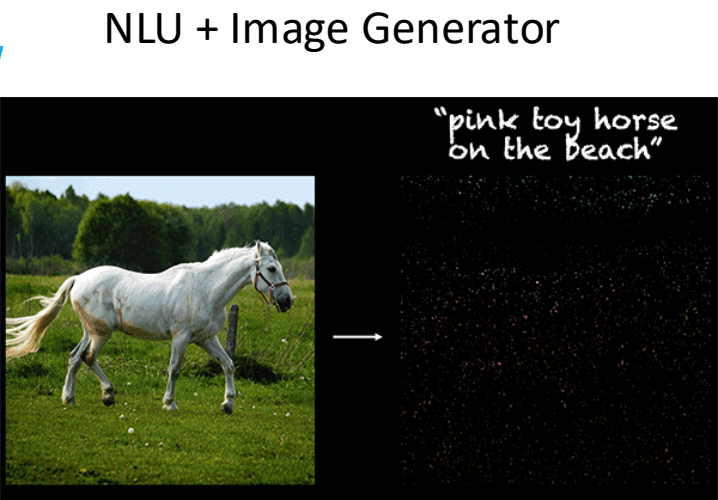 NLU + Image Generator
"pink toy horse
on the beach"